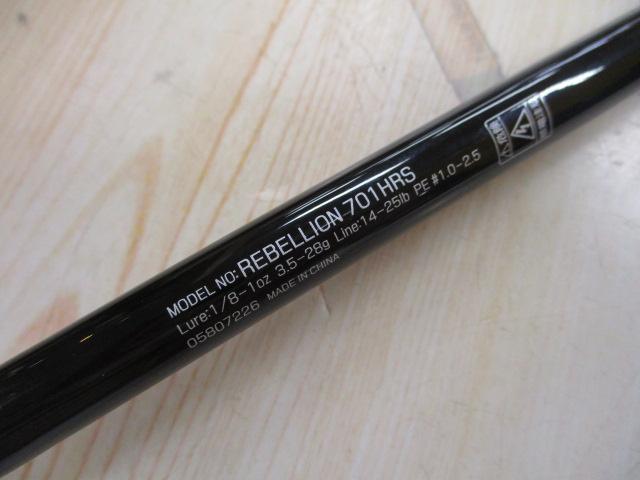 MODEL NO: REBELLION 701HRS
Lure:1/8-1oz 3.5-28g Line:14-25lb PE #1.0-2.5
05807226 MADE IN CHINA